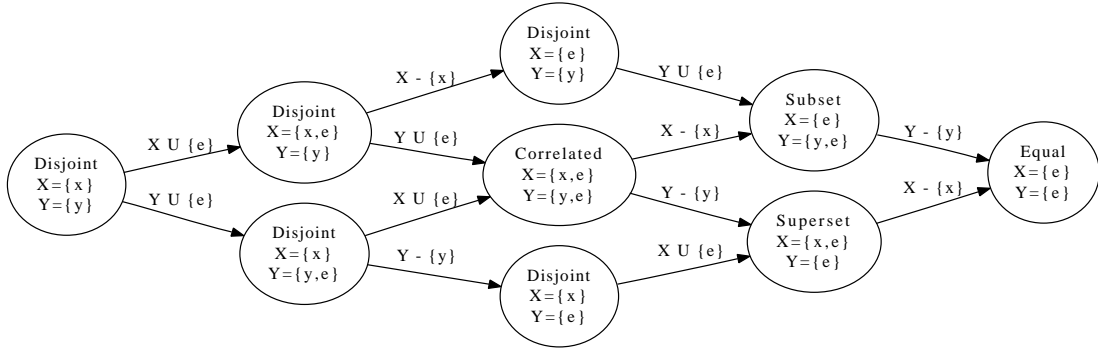 Disjoint
X={x}
Y={y}
X U {e}
Y U {e}
Disjoint
X={x,e}
Y={y}
Disjoint
X={x}
Y={y,e}
X - {x}
Y U {e}
X U {e}
Y - {y}
Disjoint
X={e}
Y={y}
Correlated
X={x,e}
Y={y,e}
Disjoint
X={x}
Y={e}
Y U {e}
X - {x}
Y - {y}
X U {e}
Subset
X={e}
Y={y,e}
Superset
X={x,e}
Y={e}
Y - {y}
X - {x}
Equal
X={e}
Y={e}